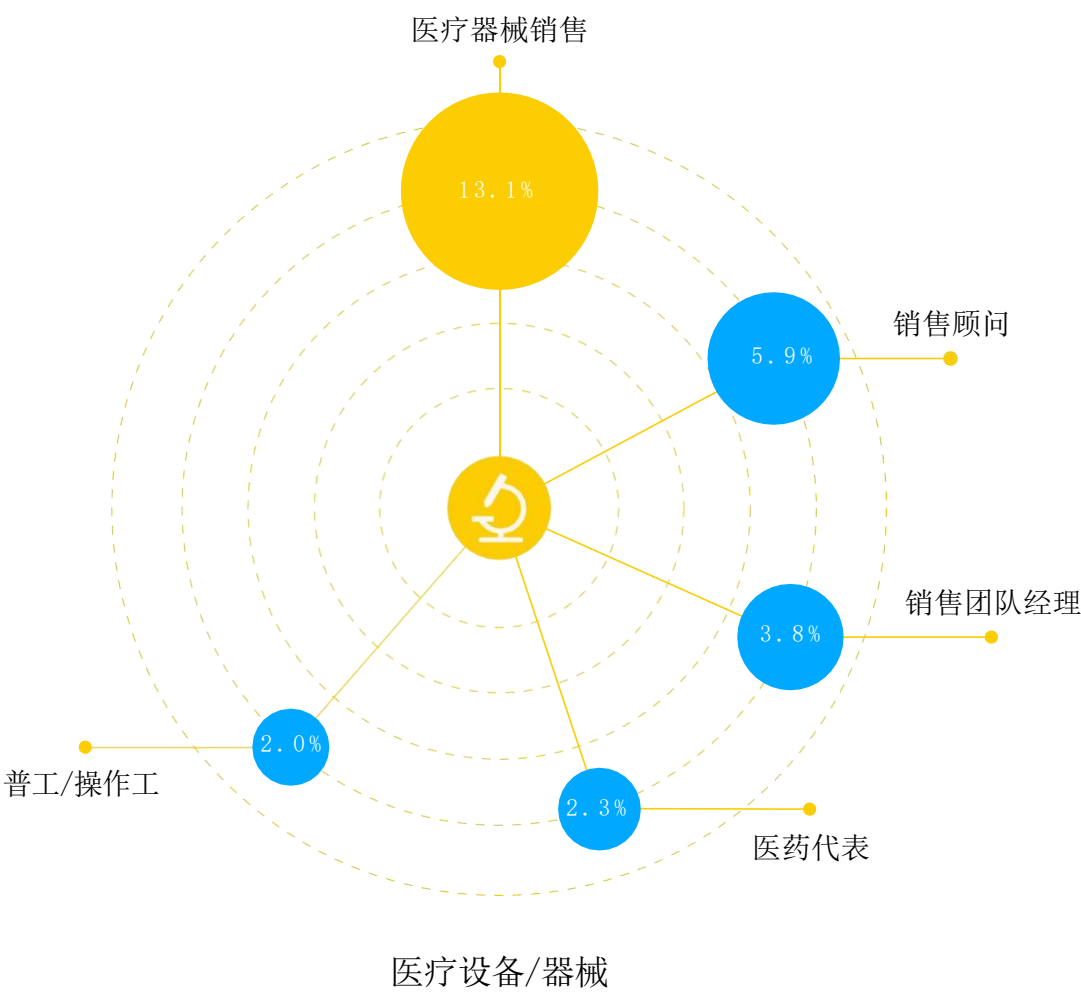 医疗器械销售
13.1%
销售顾问
5.9%
销售团队经理
3.8%
2.0%
普工/操作工
2.3%
医药代表
医疗设备/器械